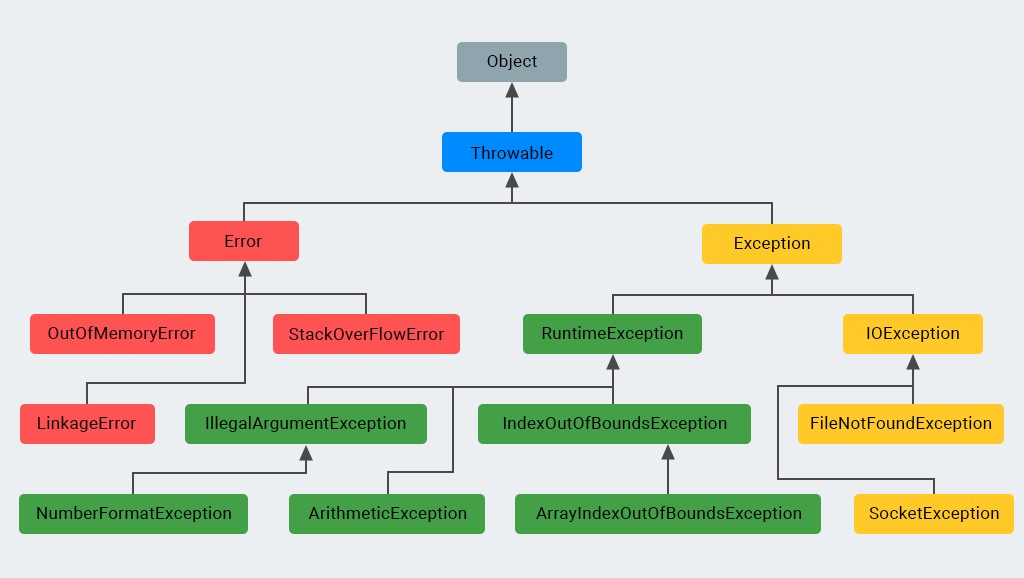 Object
Throwable
Error
Exception
OutOfMemoryError
StackOverFlowError
RuntimeException
IOException
LinkageError
IllegalArgumentException
IndexOutOfBoundsException
FileNotFoundException
NumberFormatException
ArithmeticException
ArrayIndexOutOfBoundsException
SocketException